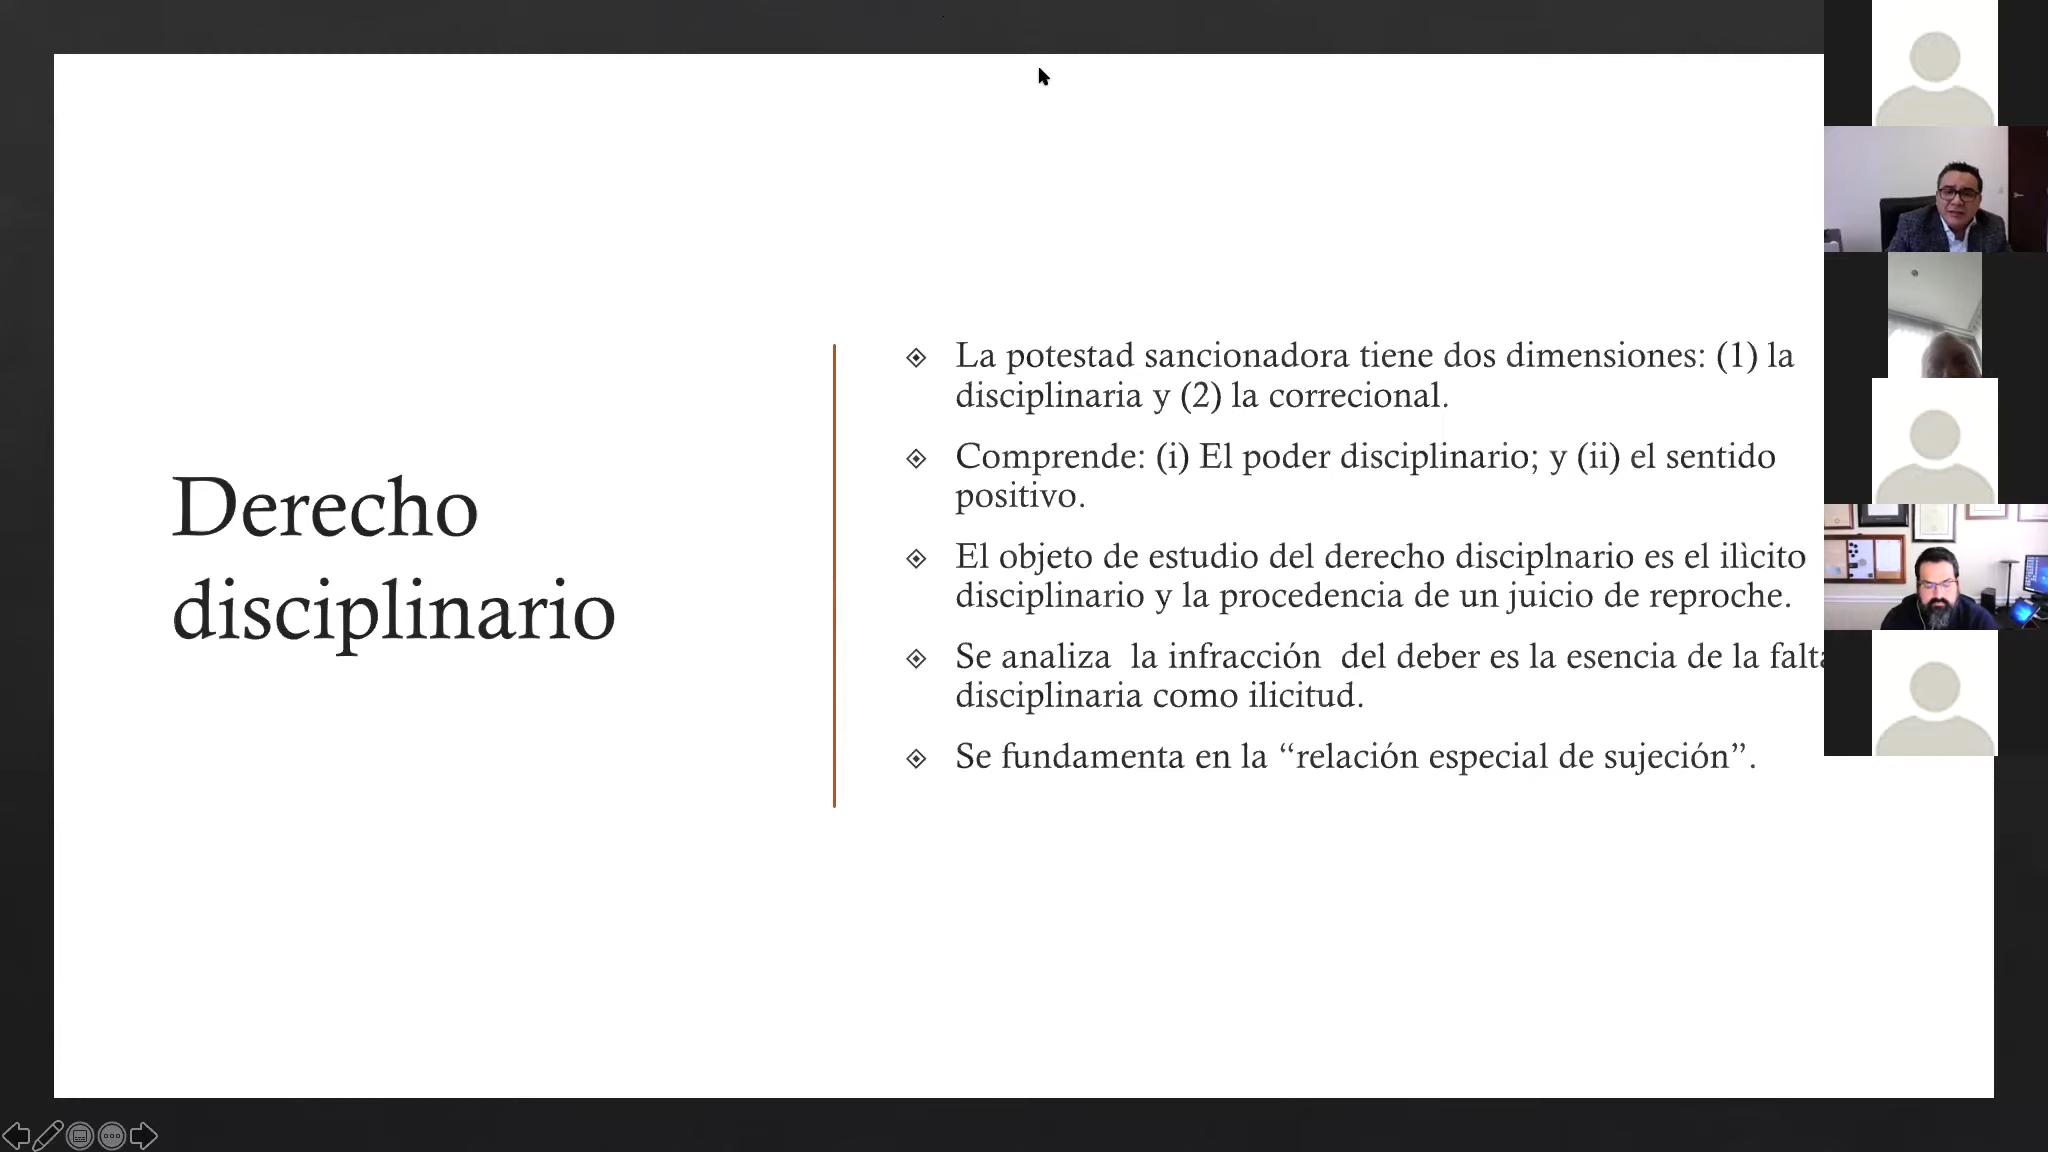 Derecho
disciplinario
La potestad sancionadora tiene dos dimensiones: (1) la
disciplinaria y (2) la correcional.
Comprende: (i) El poder disciplinario; y (ii) el sentido
positivo.
El objeto de estudio del derecho disciplnario es el ilìcito
disciplinario y la procedencia de un juicio de reproche.
Se analiza  la infracción  del deber es la esencia de la falta
disciplinaria como ilicitud.
Se fundamenta en la “relación especial de sujeción”.